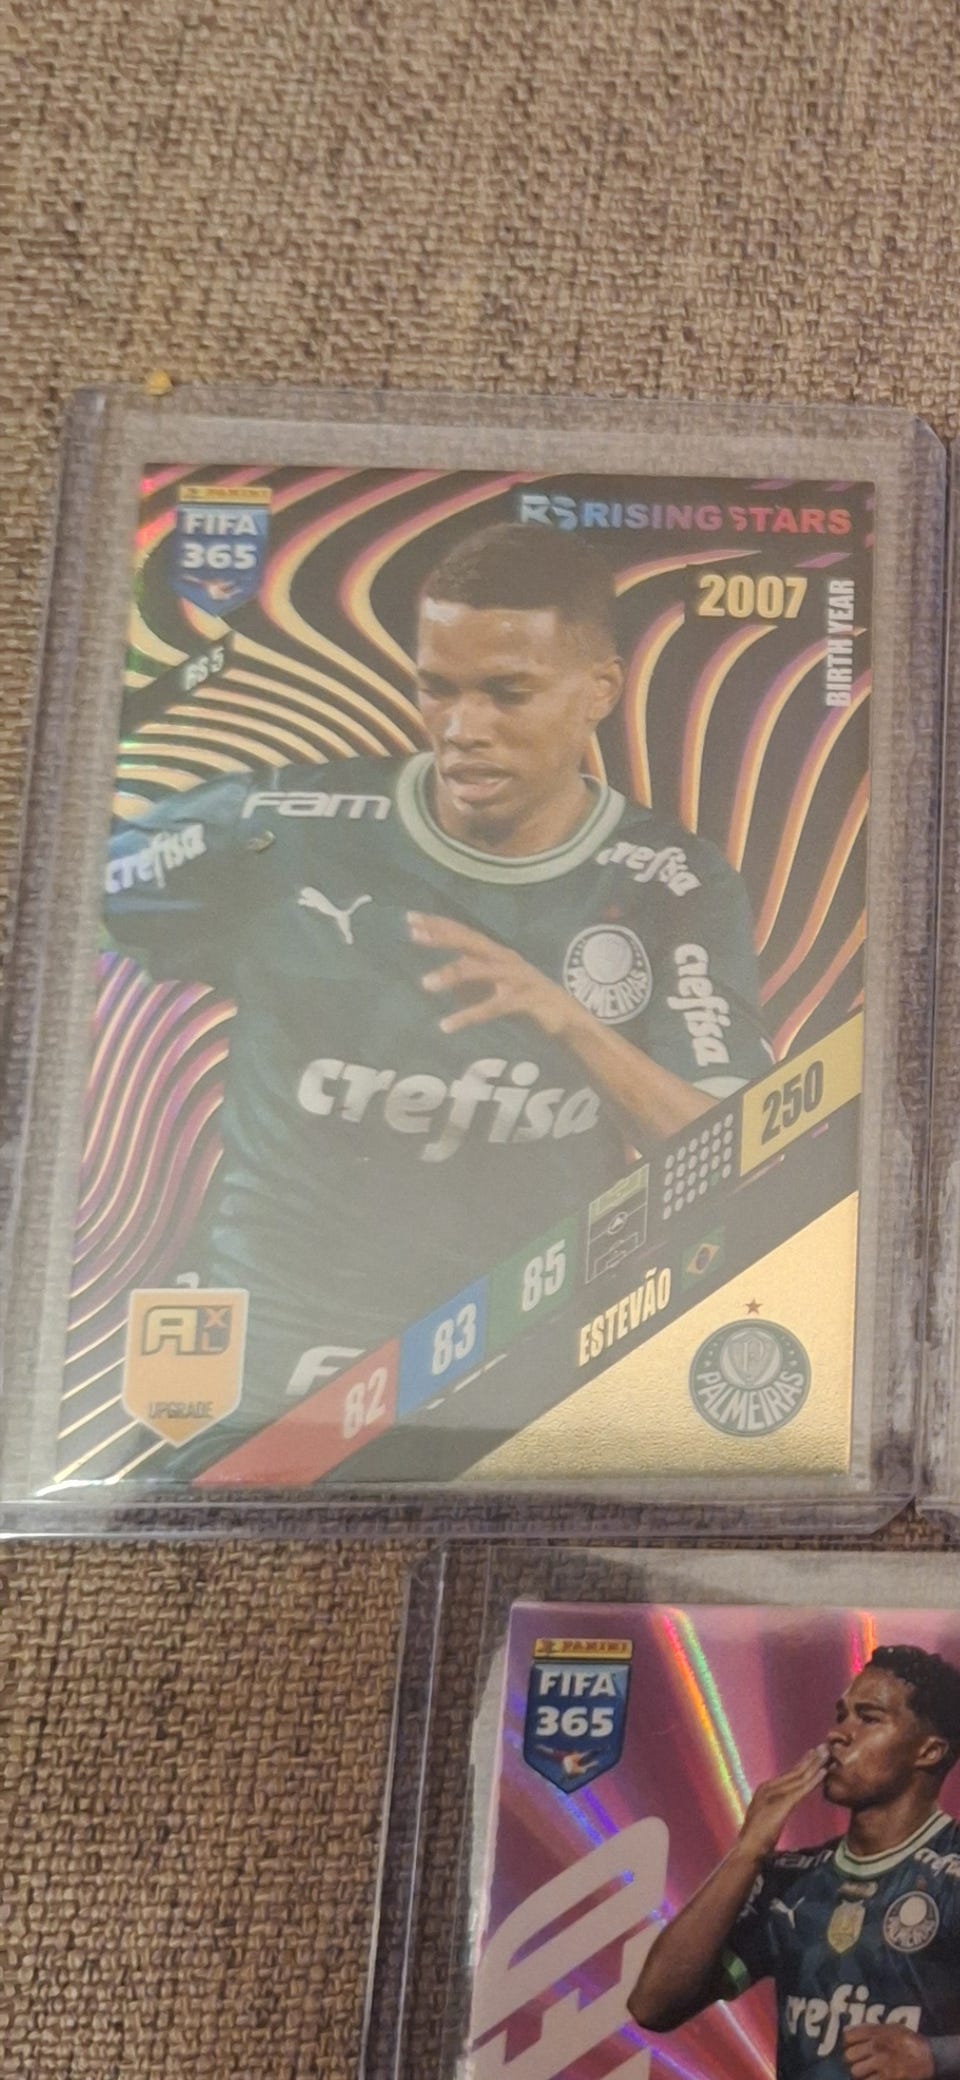 PANINI
FIFA
365
RS RISING STARS
2007
BIRTH YEAR
RS 5
Fam
crefisa
crefisa
PALMEIRAS
crefisa
crefisa
250
85
83
82
ESTEVÃO
PALMEIRAS
AXL
UPGRADE
PANINI
FIFA
365
crefisa